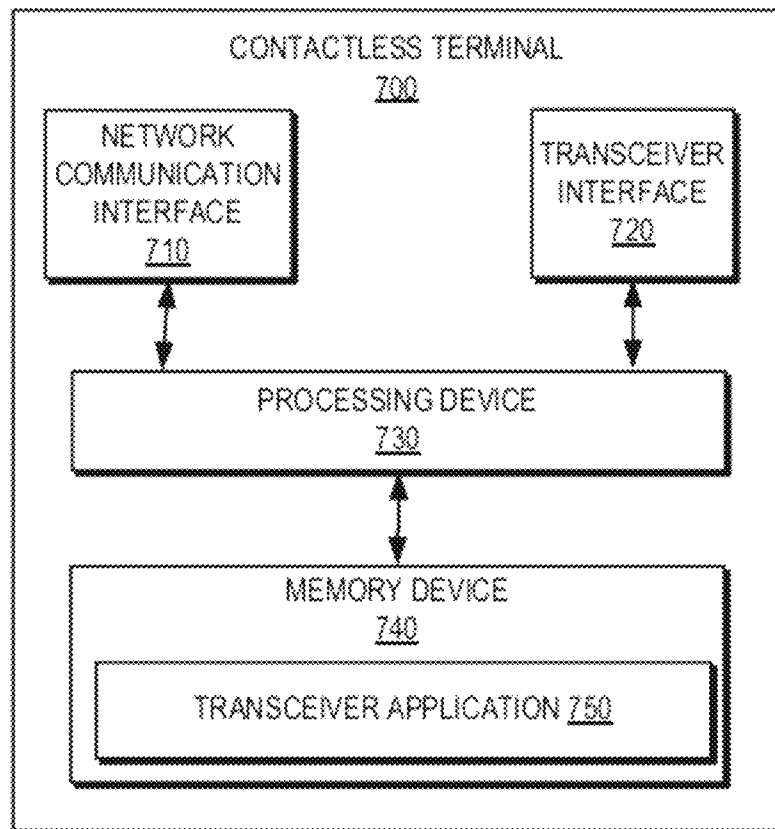 CONTACTLESS TERMINAL
700
NETWORK
COMMUNICATION
INTERFACE
710
TRANSCEIVER
INTERFACE
720
PROCESSING DEVICE
730
MEMORY DEVICE
740
TRANSCEIVER APPLICATION 750